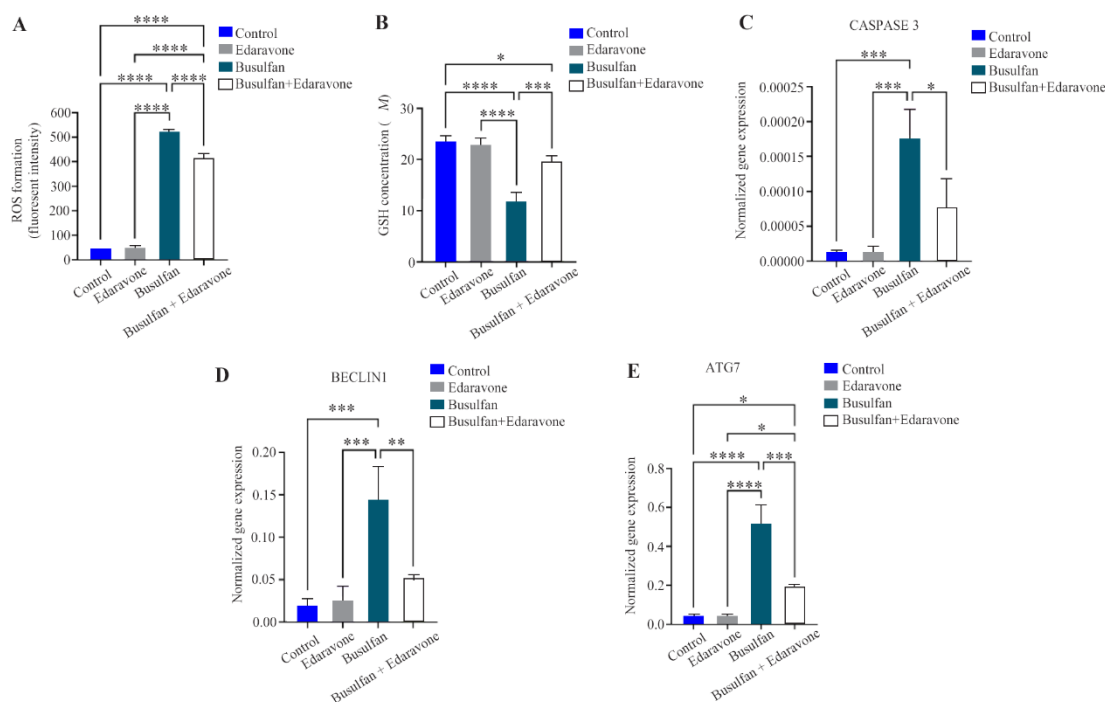 A
****
****
****
****
****
Control
Edaravone
Busulfan
Busulfan+Edaravone
ROS formation
(fluorescent intensity)
600
500
400
300
200
100
0
Control
Edaravone
Busulfan
Busulfan + Edaravone
B
*
****
***
****
Control
Edaravone
Busulfan
Busulfan+Edaravone
GSH concentration ( M)
30
20
10
0
Control
Edaravone
Busulfan
Busulfan + Edaravone
C
CASPASE 3
***
***
*
Control
Edaravone
Busulfan
Busulfan+Edaravone
Normalized gene expression
0.00025
0.00020
0.00015
0.00010
0.00005
0.00000
Control
Edaravone
Busulfan
Busulfan + Edaravone
D
BECLIN1
***
***
**
Control
Edaravone
Busulfan
Busulfan+Edaravone
Normalized gene expression
0.20
0.15
0.10
0.05
0.00
Control
Edaravone
Busulfan
Busulfan + Edaravone
E
ATG7
*
*
****
***
****
Control
Edaravone
Busulfan
Busulfan+Edaravone
Normalized gene expression
0.8
0.6
0.4
0.2
0.0
Control
Edaravone
Busulfan
Busulfan + Edaravone